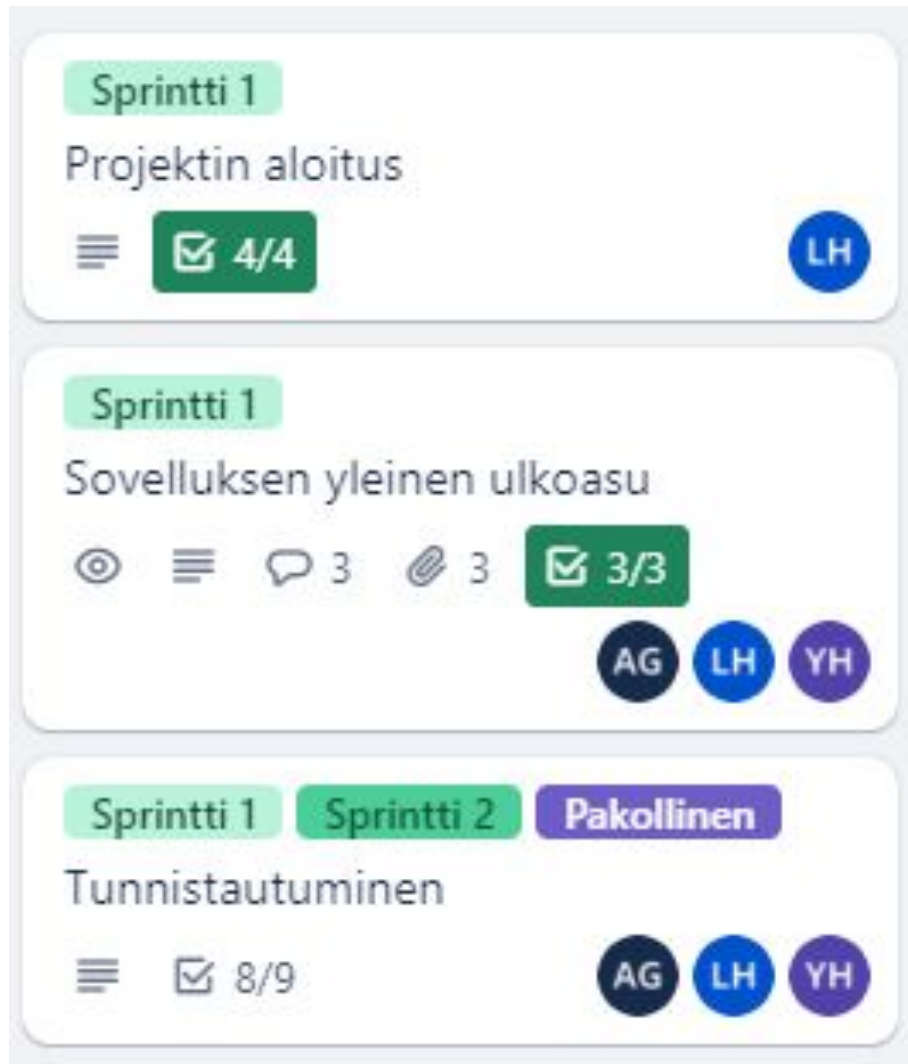 Sprintti 1
Projektin aloitus
4/4 LH
Sprintti 1
Sovelluksen yleinen ulkoasu
3 3 3/3
AG LH YH
Sprintti 1 Sprintti 2 Pakollinen
Tunnistautuminen
8/9 AG LH YH